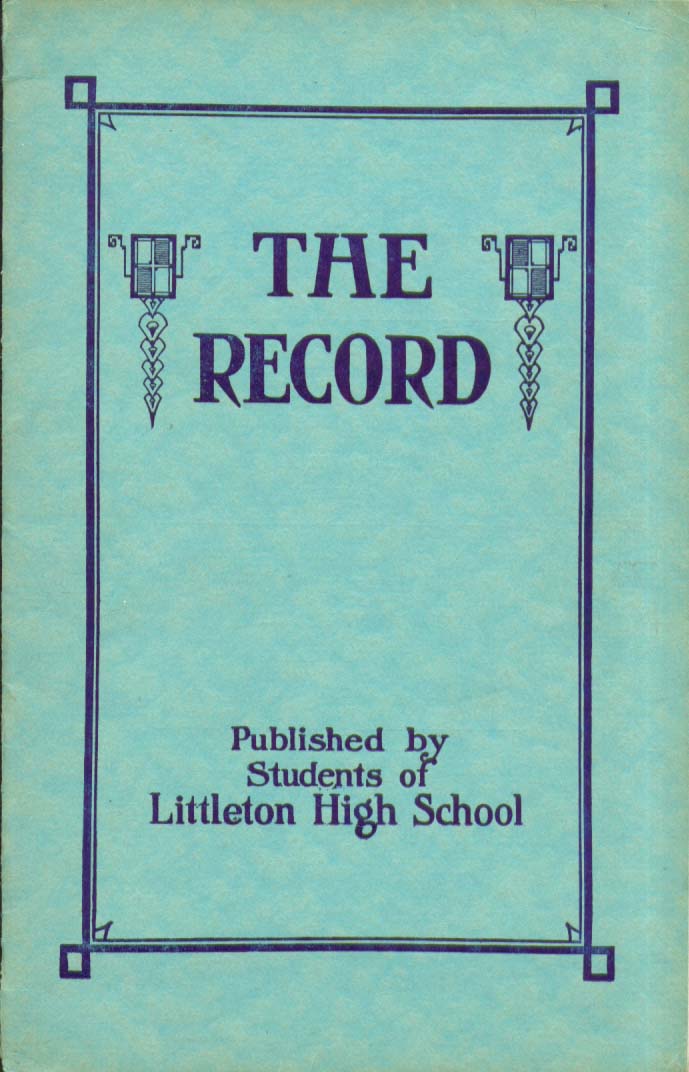 THE
RECORD
Published by
Students of
Littleton High School